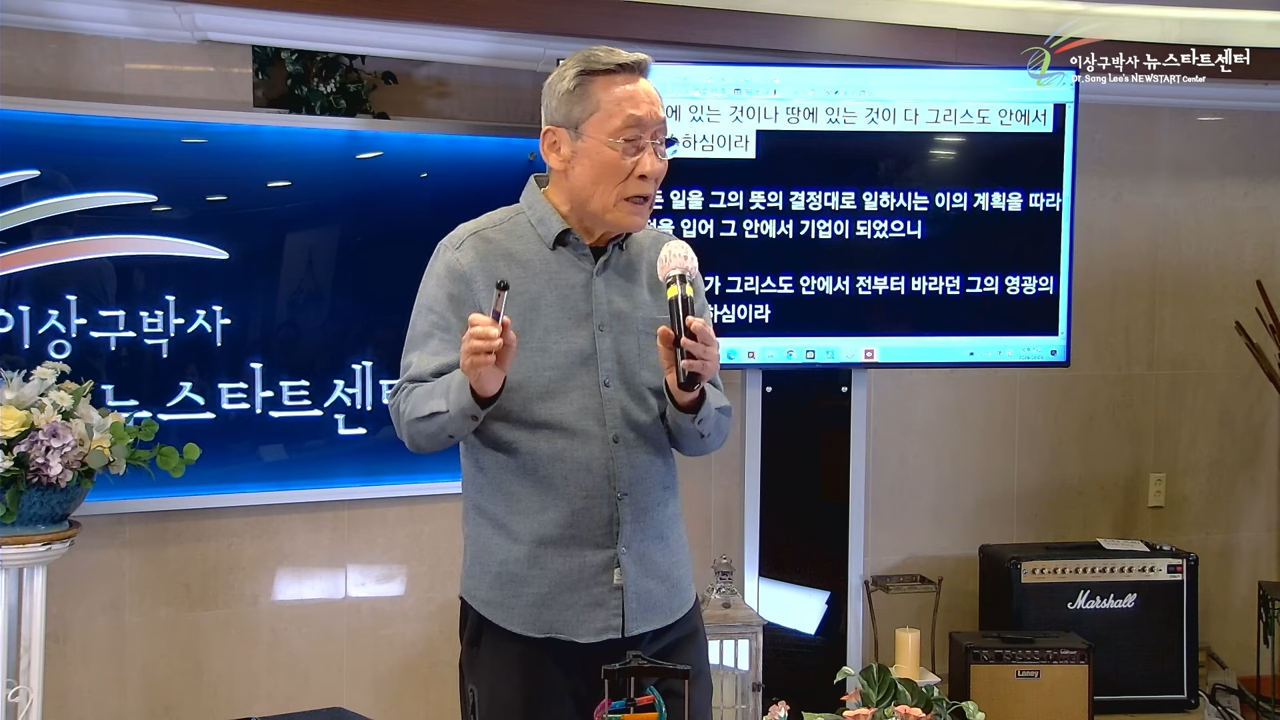 이상구박사 뉴스타트센터
Dr. Sang Lee's NEWSTART Center
에 있는 것이나 땅에 있는 것이 다 그리스도 안에서
하심이라
일을 그의 뜻의 결정대로 일하시는 이의 계획을 따라
입어 그 안에서 기업이 되었으니
가 그리스도 안에서 전부터 바라던 그의 영광의
하심이라
이상구박사
뉴스타트센
Marshall
Laney